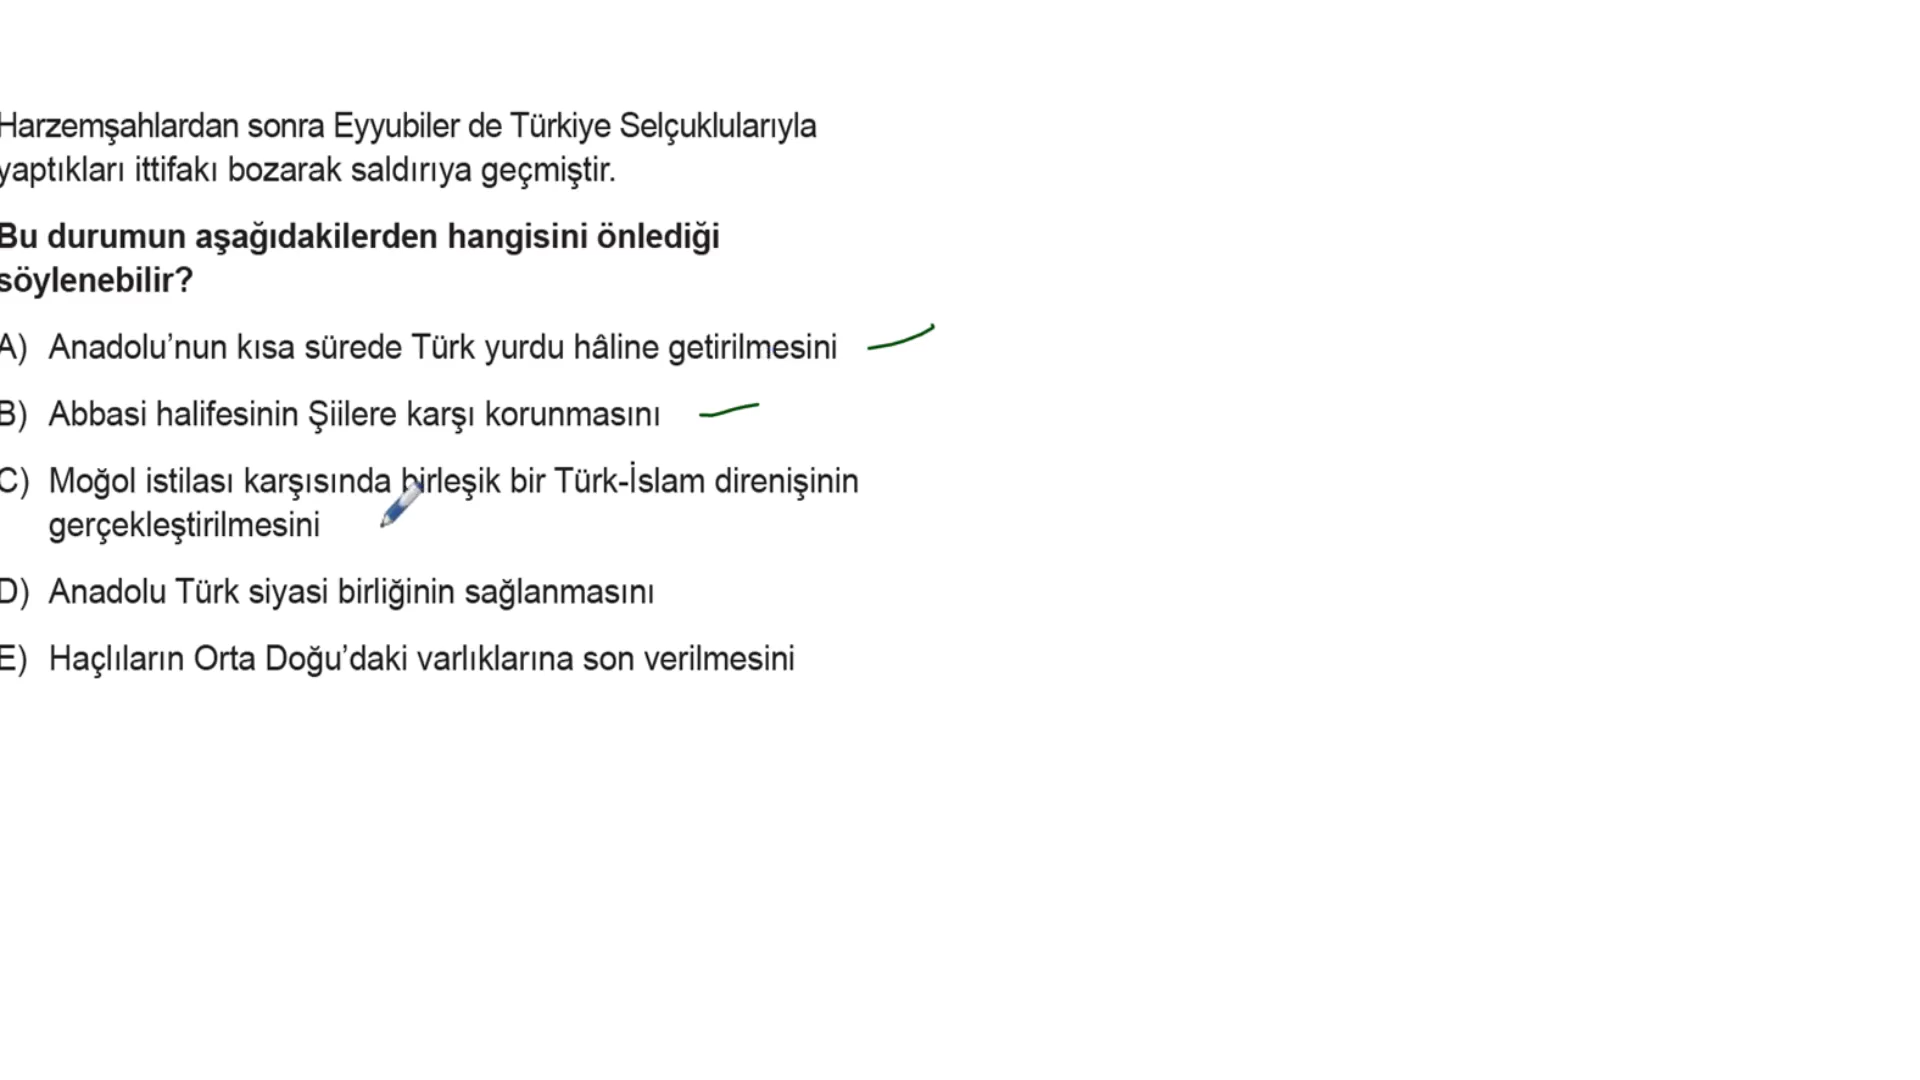 Harzemşahlardan sonra Eyyubiler de Türkiye Selçuklularıyla
yaptıkları ittifakı bozarak saldırıya geçmiştir.
Bu durumun aşağıdakilerden hangisini önlediği
söylenebilir?
A) Anadolu’nun kısa sürede Türk yurdu hâline getirilmesini
B) Abbasi halifesinin Şiilere karşı korunmasını
C) Moğol istilası karşısında birleşik bir Türk-İslam direnişinin
gerçekleştirilmesini
D) Anadolu Türk siyasi birliğinin sağlanmasını
E) Haçlıların Orta Doğu’daki varlıklarına son verilmesini